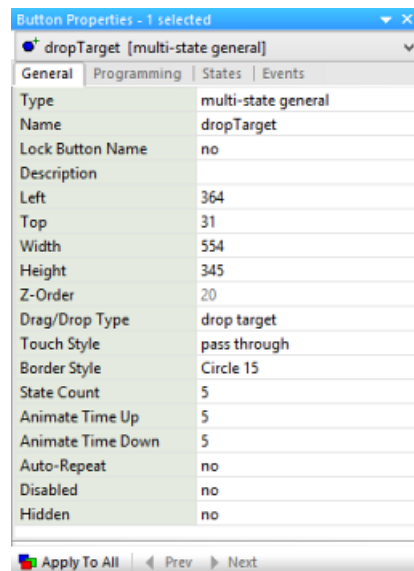 Button Properties - 1 selected
dropTarget [multi-state general]
General Programming States Events
Type multi-state general
Name dropTarget
Lock Button Name no
Description
Left 364
Top 31
Width 554
Height 345
Z-Order 20
Drag/Drop Type drop target
Touch Style pass through
Border Style Circle 15
State Count 5
Animate Time Up 5
Animate Time Down 5
Auto-Repeat no
Disabled no
Hidden no
Apply To All Prev Next